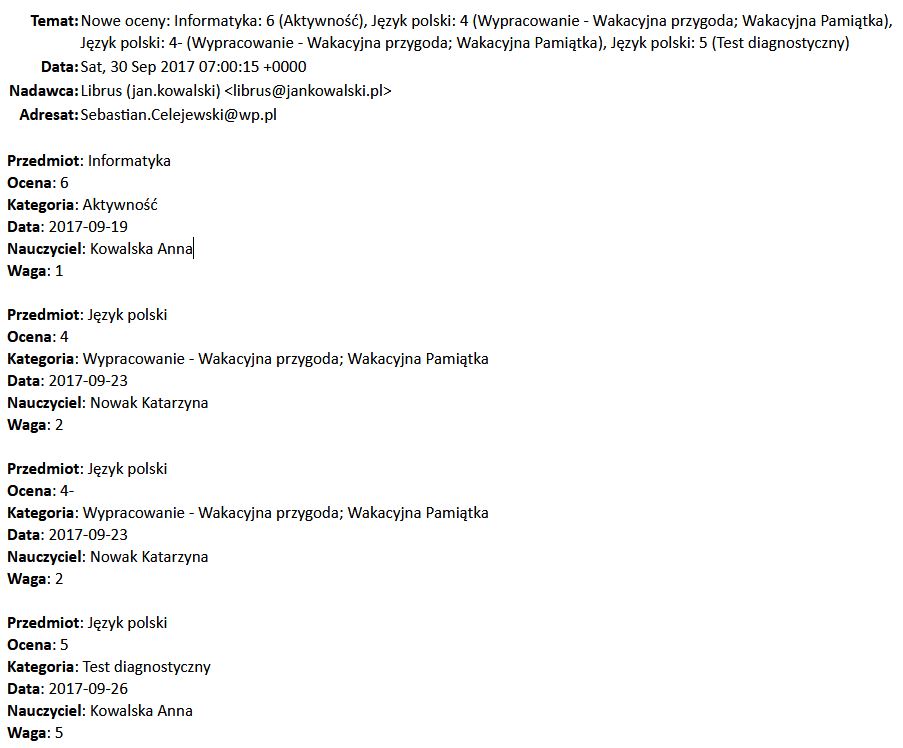 Temat: Nowe oceny: Informatyka: 6 (Aktywność), Język polski: 4 (Wypracowanie - Wakacyjna przygoda; Wakacyjna Pamiątka),
Język polski: 4- (Wypracowanie - Wakacyjna przygoda; Wakacyjna Pamiątka), Język polski: 5 (Test diagnostyczny)
Data: Sat, 30 Sep 2017 07:00:15 +0000
Nadawca: Librus (jan.kowalski) <librus@jankowalski.pl>
Adresat: Sebastian.Celejewski@wp.pl
Przedmiot: Informatyka
Ocena: 6
Kategoria: Aktywność
Data: 2017-09-19
Nauczyciel: Kowalska Anna
Waga: 1
Przedmiot: Język polski
Ocena: 4
Kategoria: Wypracowanie - Wakacyjna przygoda; Wakacyjna Pamiątka
Data: 2017-09-23
Nauczyciel: Nowak Katarzyna
Waga: 2
Przedmiot: Język polski
Ocena: 4-
Kategoria: Wypracowanie - Wakacyjna przygoda; Wakacyjna Pamiątka
Data: 2017-09-23
Nauczyciel: Nowak Katarzyna
Waga: 2
Przedmiot: Język polski
Ocena: 5
Kategoria: Test diagnostyczny
Data: 2017-09-26
Nauczyciel: Kowalska Anna
Waga: 5